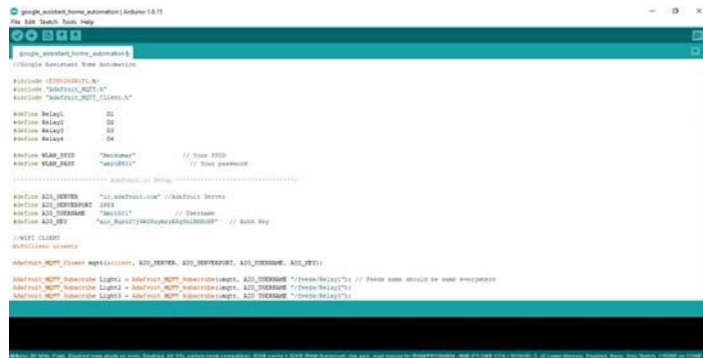 google_assistant_home_automation | Arduino 1.8.15
File Edit Sketch Tools Help
google_assistant_home_automation §
//Google Assistant Home Automation
#include <ESP8266WiFi.h>
#include "Adafruit_MQTT.h"
#include "Adafruit_MQTT_Client.h"
#define Relay1 D1
#define Relay2 D2
#define Relay3 D3
#define Relay4 D4
#define WLAN_SSID // Your SSID
#define WLAN_PASS // Your password
Adafruit.io Setup
#define AIO_SERVER "io.adafruit.com" //Adafruit Server
#define AIO_SERVERPORT 1883
#define AIO_USERNAME // Username
#define AIO_KEY // Auth Key
//WIFI CLIENT
WiFiClient client;
Adafruit_MQTT_Client mqtt(&client, AIO_SERVER, AIO_SERVERPORT, AIO_USERNAME, AIO_KEY);
Adafruit_MQTT_Subscribe Light1 = Adafruit_MQTT_Subscribe(&mqtt, AIO_USERNAME "/feeds/Relay1"); // Feeds name should be same everywhere
Adafruit_MQTT_Subscribe Light2 = Adafruit_MQTT_Subscribe(&mqtt, AIO_USERNAME "/feeds/Relay2");
Adafruit_MQTT_Subscribe Light3 = Adafruit_MQTT_Subscribe(&mqtt, AIO_USERNAME "/feeds/Relay3");